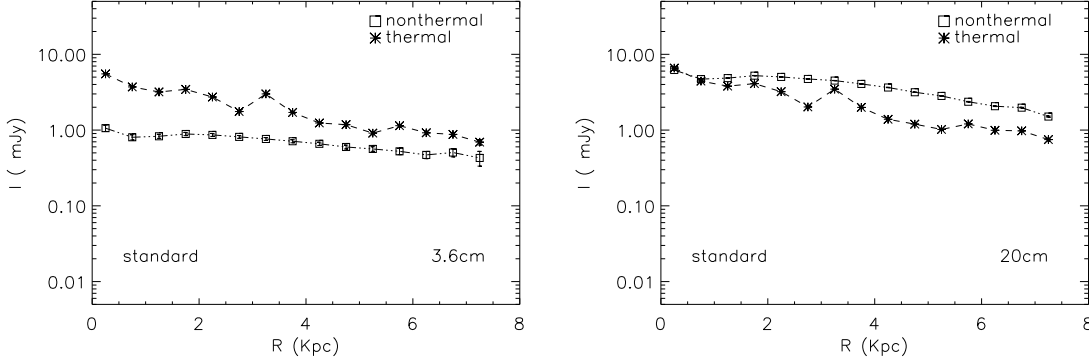 nonthermal
thermal
10.00
1.00
0.10
0.01
I ( mJy)
standard
3.6cm
0
2
4
6
8
R (Kpc)
nonthermal
thermal
10.00
1.00
0.10
0.01
I ( mJy)
standard
20cm
0
2
4
6
8
R (Kpc)